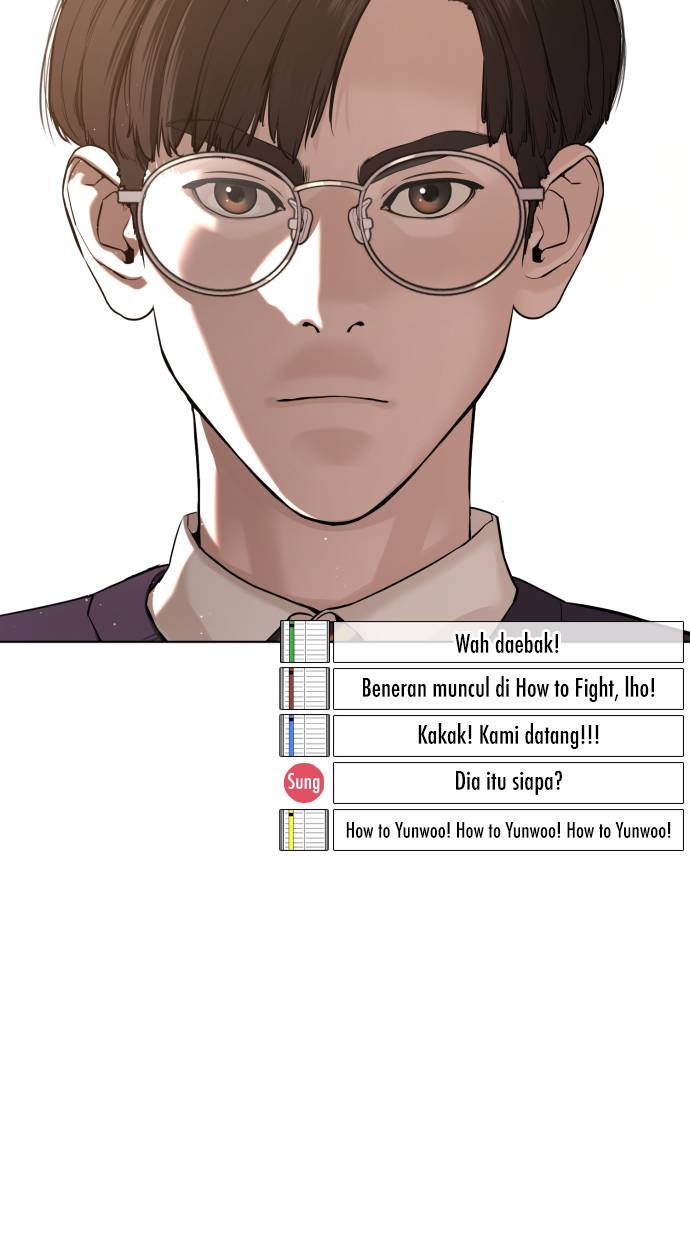 Wah daebak!
Beneran muncul di How to Fight, lho!
Kakak! Kami datang!!!
Sung
Dia itu siapa?
How to Yunwoo! How to Yunwoo! How to Yunwoo!